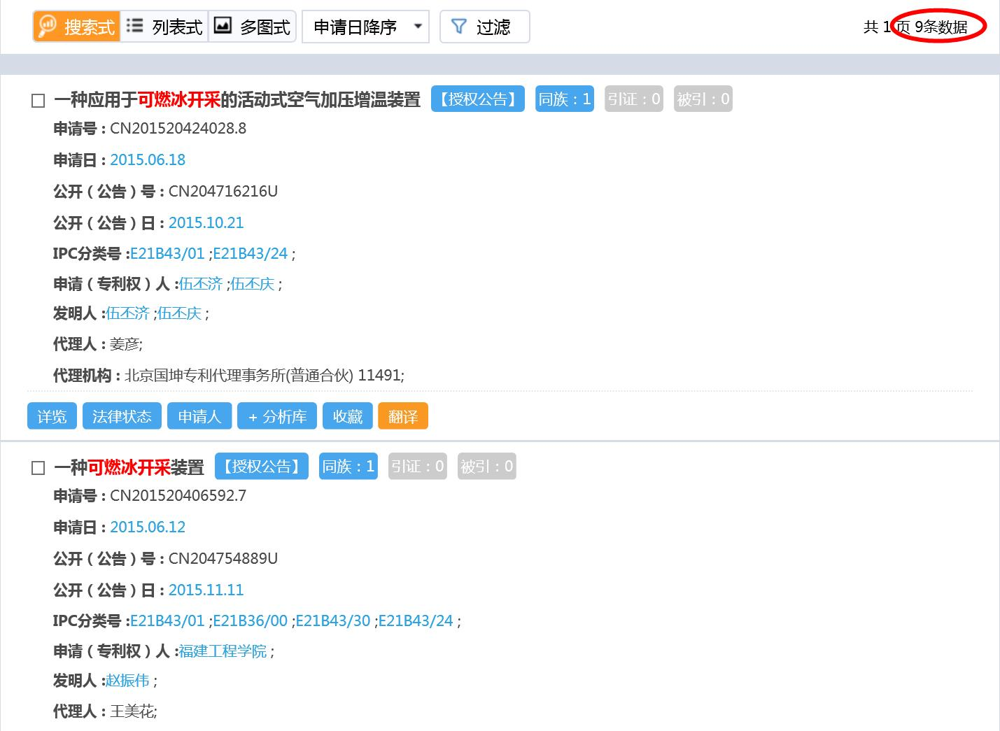 搜索式 列表式 多图式 申请日降序 过滤 共 1 页 9条数据
一种应用于可燃冰开采的活动式空气加压增温装置 【授权公告】 同族：1 引证：0 被引：0
申请号：CN201520424028.8
申请日：2015.06.18
公开（公告）号：CN204716216U
公开（公告）日：2015.10.21
IPC分类号 :E21B43/01 ;E21B43/24 ;
申请（专利权）人 :伍丕济 ;伍丕庆 ;
发明人 :伍丕济 ;伍丕庆 ;
代理人：姜彦;
代理机构：北京国坤专利代理事务所(普通合伙) 11491;
详览 法律状态 申请人 + 分析库 收藏 翻译
一种可燃冰开采装置 【授权公告】 同族：1 引证：0 被引：0
申请号：CN201520406592.7
申请日：2015.06.12
公开（公告）号：CN204754889U
公开（公告）日：2015.11.11
IPC分类号 :E21B43/01 ;E21B36/00 ;E21B43/30 ;E21B43/24 ;
申请（专利权）人 :福建工程学院 ;
发明人 :赵振伟 ;
代理人：王美花;